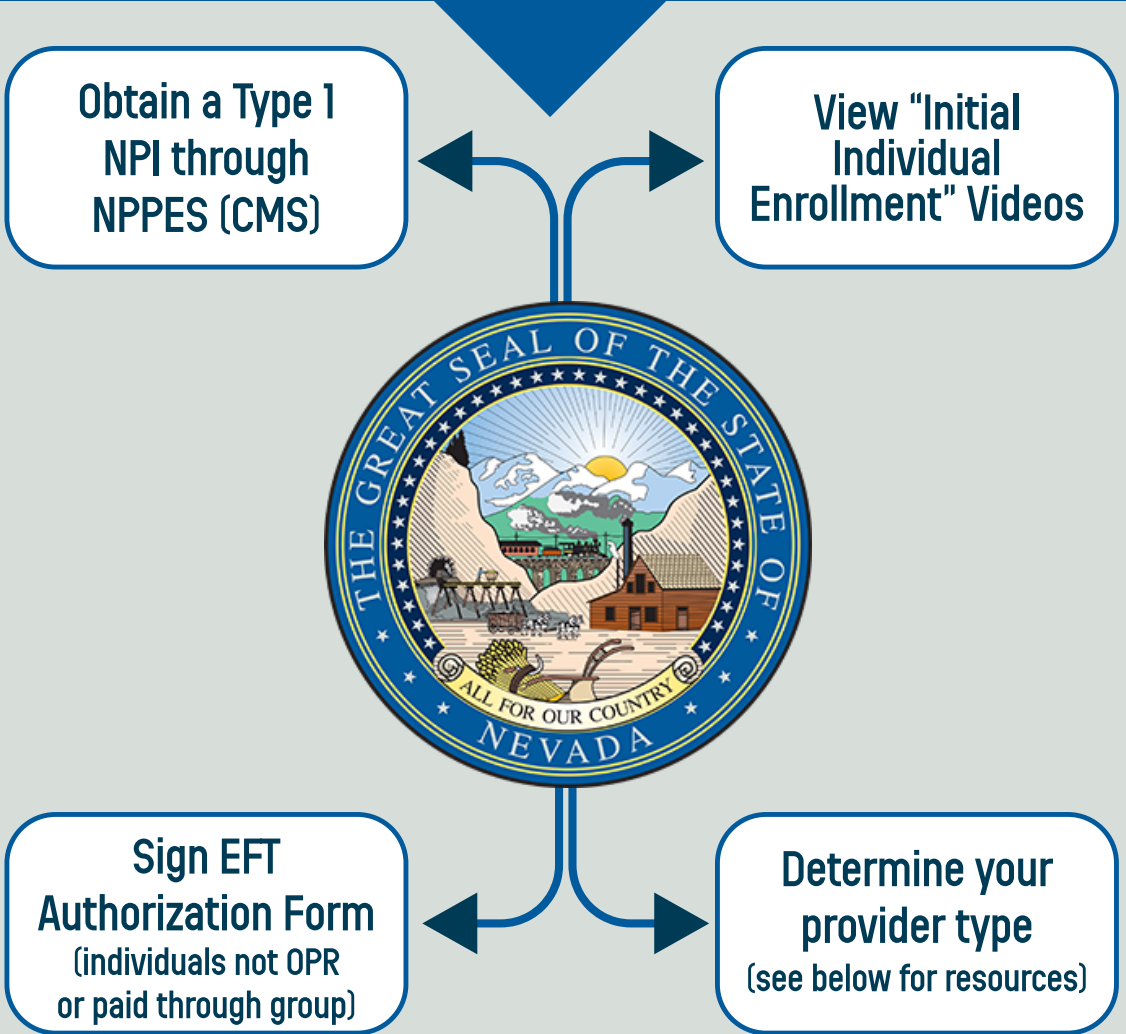 Obtain a Type 1
NPI through
NPPES (CMS)
View “Initial
Individual
Enrollment” Videos
THE GREAT SEAL OF THE STATE OF
NEVADA
ALL FOR OUR COUNTRY
Sign EFT
Authorization Form
(individuals not OPR
or paid through group)
Determine your
provider type
(see below for resources)